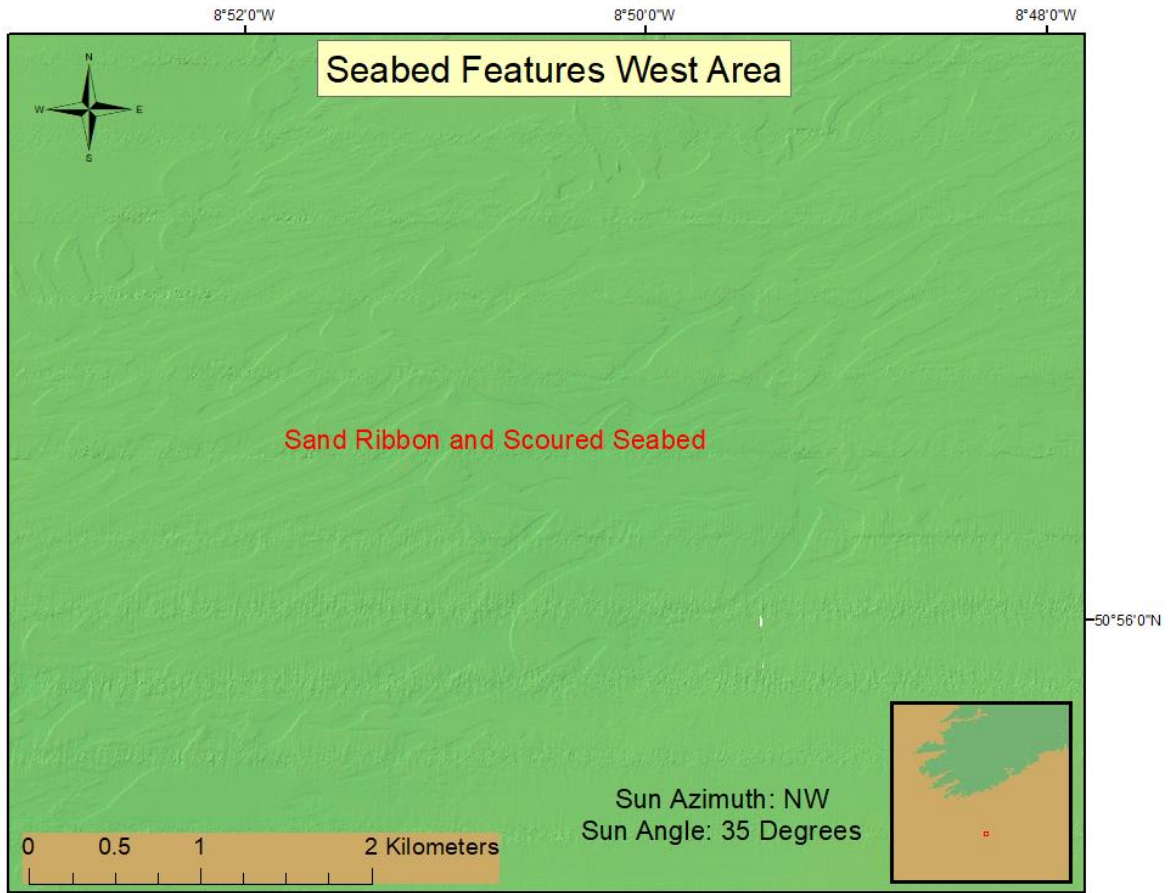 8°52'0"W 8°50'0"W 8°48'0"W
Seabed Features West Area
N
W E
S
Sand Ribbon and Scoured Seabed
50°56'0"N
Sun Azimuth: NW
Sun Angle: 35 Degrees
0 0.5 1 2 Kilometers